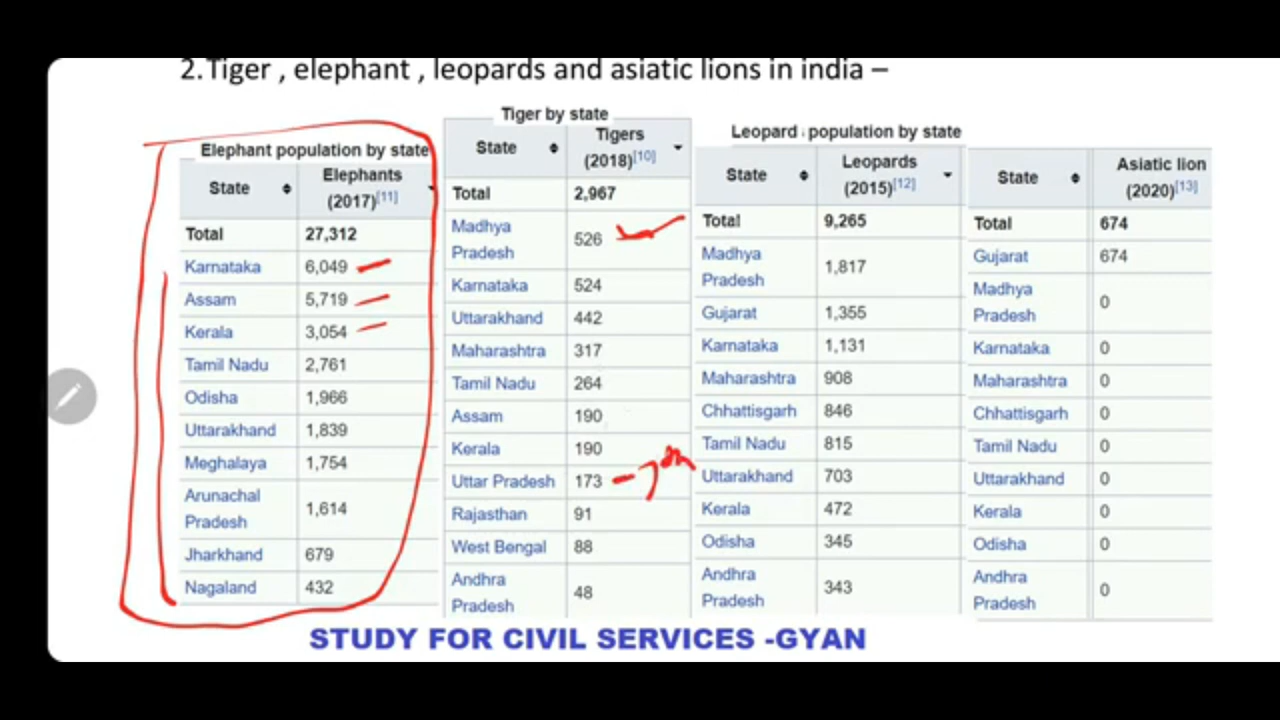 2.Tiger , elephant , leopards and asiatic lions in india –
Elephant population by state
State Elephants (2017)[11]
Total 27,312
Karnataka 6,049
Assam 5,719
Kerala 3,054
Tamil Nadu 2,761
Odisha 1,966
Uttarakhand 1,839
Meghalaya 1,754
Arunachal Pradesh 1,614
Jharkhand 679
Nagaland 432
Tiger by state
State Tigers (2018)[10]
Total 2,967
Madhya Pradesh 526
Karnataka 524
Uttarakhand 442
Maharashtra 317
Tamil Nadu 264
Assam 190
Kerala 190
Uttar Pradesh 173
Rajasthan 91
West Bengal 88
Andhra Pradesh 48
Leopard population by state
State Leopards (2015)[12]
Total 9,265
Madhya Pradesh 1,817
Gujarat 1,355
Karnataka 1,131
Maharashtra 908
Chhattisgarh 846
Tamil Nadu 815
Uttarakhand 703
Kerala 472
Odisha 345
Andhra Pradesh 343
State Asiatic lion (2020)[13]
Total 674
Gujarat 674
Madhya Pradesh 0
Karnataka 0
Maharashtra 0
Chhattisgarh 0
Tamil Nadu 0
Uttarakhand 0
Kerala 0
Odisha 0
Andhra Pradesh 0
STUDY FOR CIVIL SERVICES -GYAN